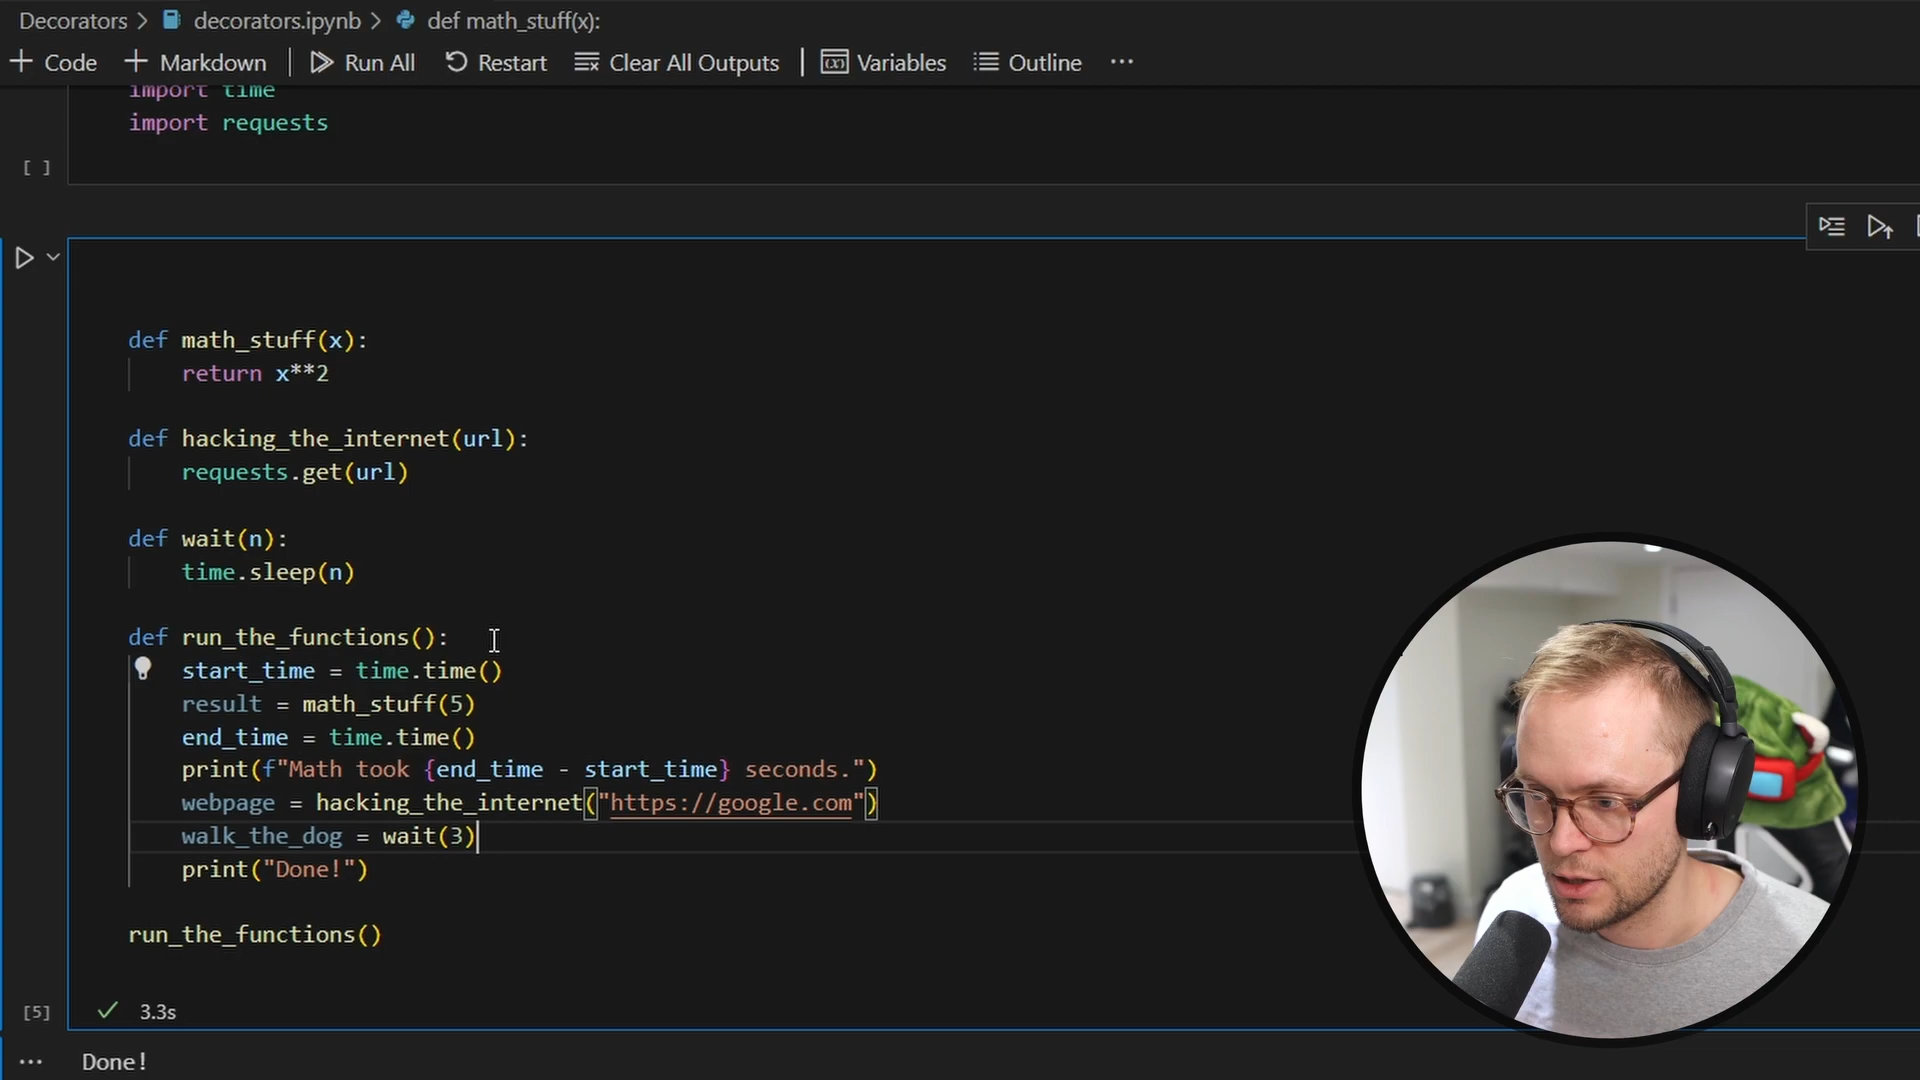 Decorators > decorators.ipynb > def math_stuff(x):
+ Code + Markdown Run All Restart Clear All Outputs Variables Outline ...
import time
import requests
[ ]
def math_stuff(x):
    return x**2
def hacking_the_internet(url):
    requests.get(url)
def wait(n):
    time.sleep(n)
def run_the_functions():
    start_time = time.time()
    result = math_stuff(5)
    end_time = time.time()
    print(f"Math took {end_time - start_time} seconds.")
    webpage = hacking_the_internet("https://google.com")
    walk_the_dog = wait(3)
    print("Done!")
run_the_functions()
[5] 3.3s
... Done!